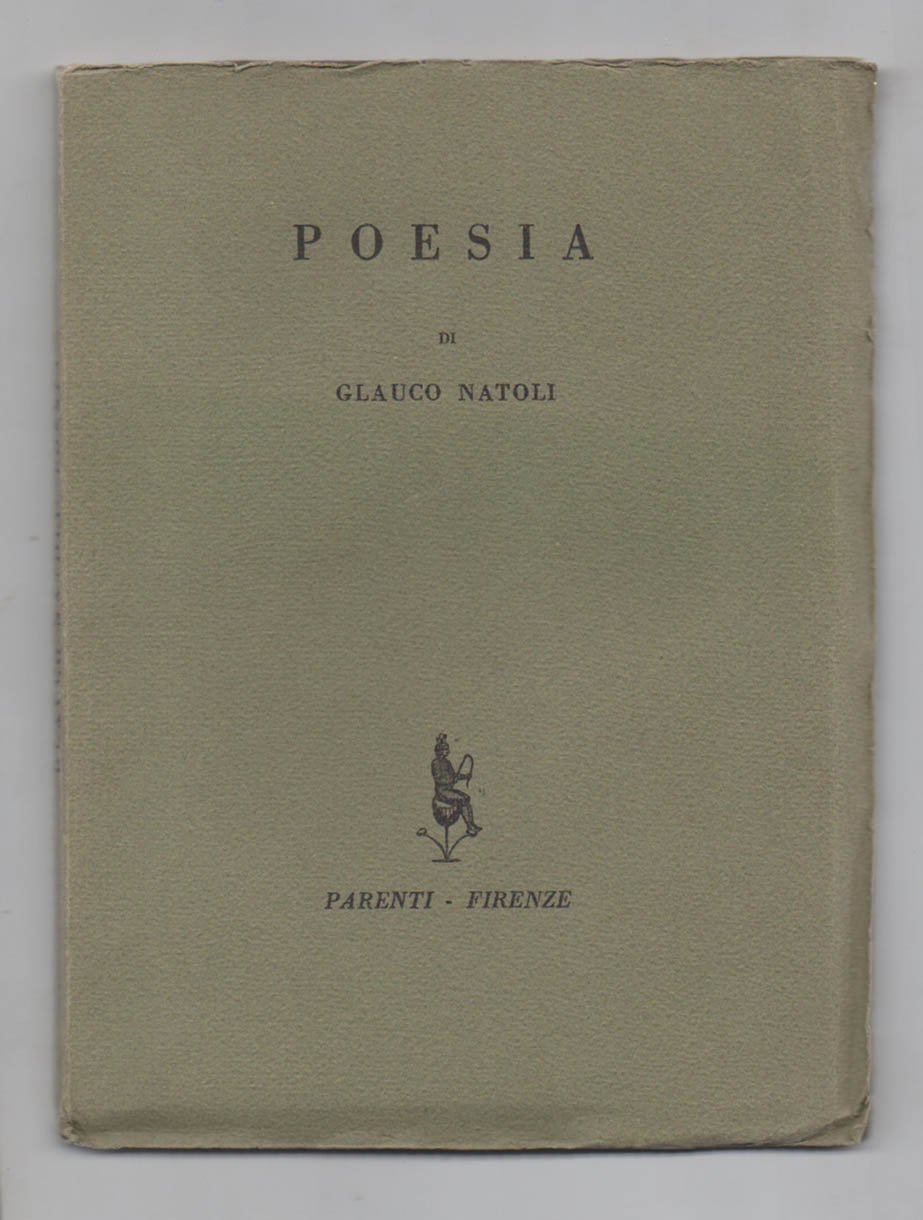 POESIA
DI
GLAUCO NATOLI
PARENTI - FIRENZE